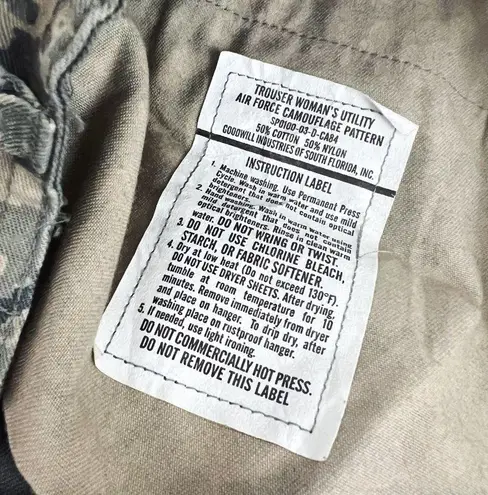 TROUSER WOMAN'S UTILITY
AIR FORCE CAMOUFLAGE PATTERN
SPO100-03-D-CA84
50% COTTON 50% NYLON
GOODWILL INDUSTRIES OF SOUTH FLORIDA, INC.
INSTRUCTION LABEL
1. Machine washing. Use Permanent Press
Cycle. Wash in warm water and use mild
detergent that does not contain optical
brighteners.
2. Hand washing. Wash in warm water using
mild detergent that does not contain
optical brighteners. Rinse in clean warm
water. DO NOT WRING OR TWIST
3. DO NOT USE CHLORINE BLEACH,
STARCH, OR FABRIC SOFTENER.
4. Dry at low heat (Do not exceed 130°F).
DO NOT USE DRYER SHEETS. After drying,
tumble at room temperature for 10
minutes. Remove immediately from dryer
and place on hanger. To drip dry, after
washing place on rustproof hanger.
5. If needed, use light ironing.
DO NOT COMMERCIALLY HOT PRESS.
DO NOT REMOVE THIS LABEL